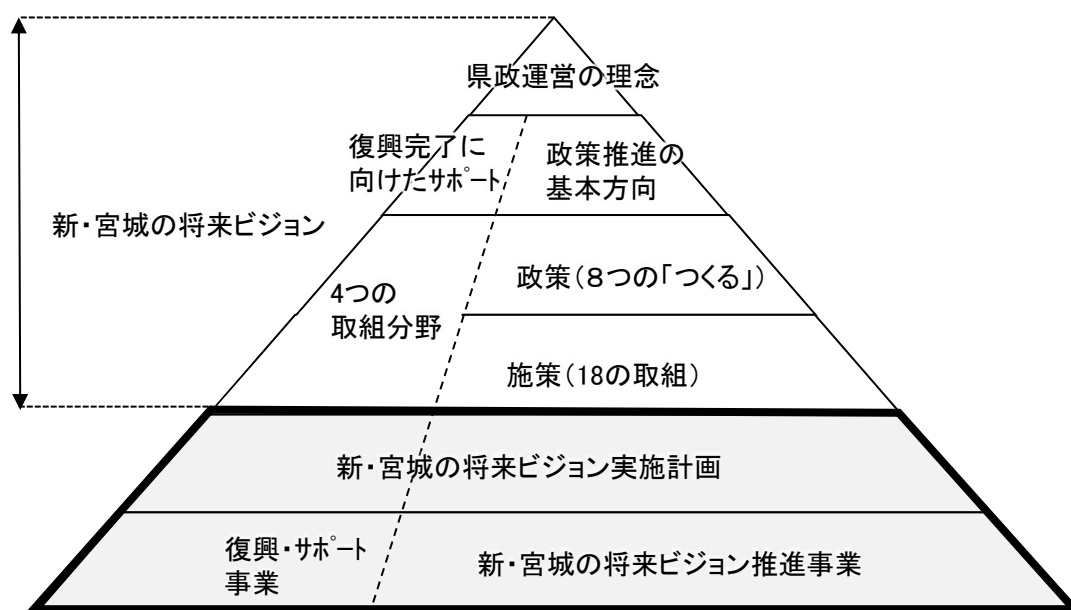 県政運営の理念
復興完了に
向けたｻﾎﾟｰﾄ
政策推進の
基本方向
新・宮城の将来ビジョン
政策（８つの「つくる」）
4つの
取組分野
施策（18の取組）
新・宮城の将来ビジョン実施計画
復興・ｻﾎﾟｰﾄ
事業
新・宮城の将来ビジョン推進事業